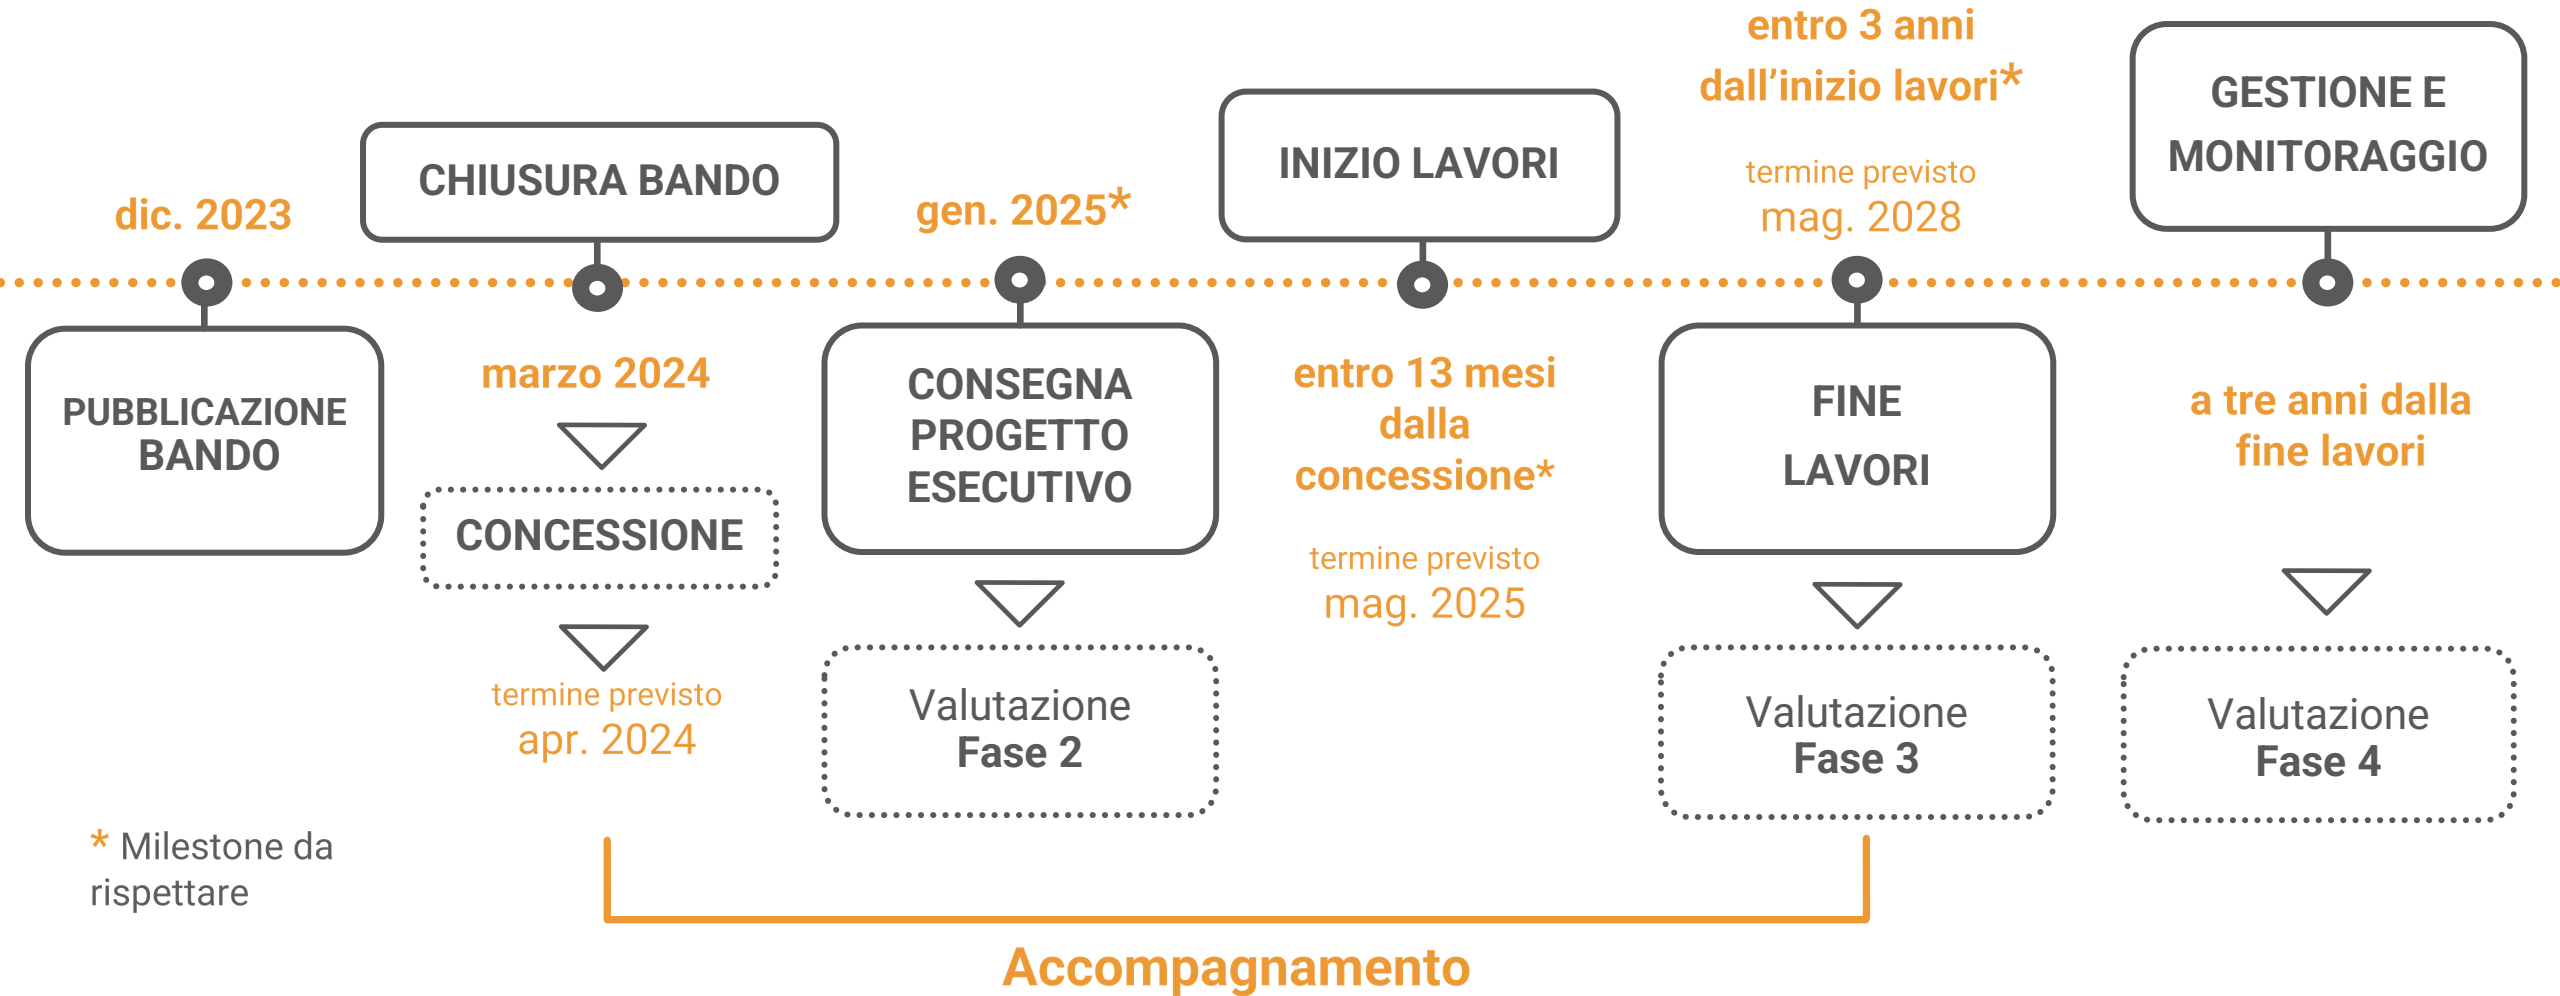 dic. 2023
PUBBLICAZIONE
BANDO
CHIUSURA BANDO
marzo 2024
CONCESSIONE
termine previsto
apr. 2024
gen. 2025*
CONSEGNA
PROGETTO
ESECUTIVO
Valutazione
Fase 2
INIZIO LAVORI
entro 13 mesi
dalla
concessione*
termine previsto
mag. 2025
entro 3 anni
dall’inizio lavori*
termine previsto
mag. 2028
FINE
LAVORI
Valutazione
Fase 3
GESTIONE E
MONITORAGGIO
a tre anni dalla
fine lavori
Valutazione
Fase 4
* Milestone da
rispettare
Accompagnamento